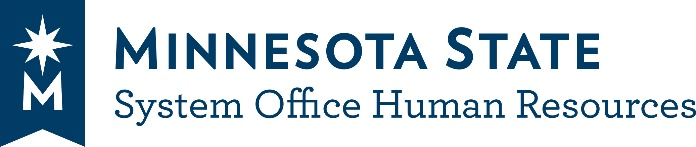 M
MINNESOTA STATE
System Office Human Resources